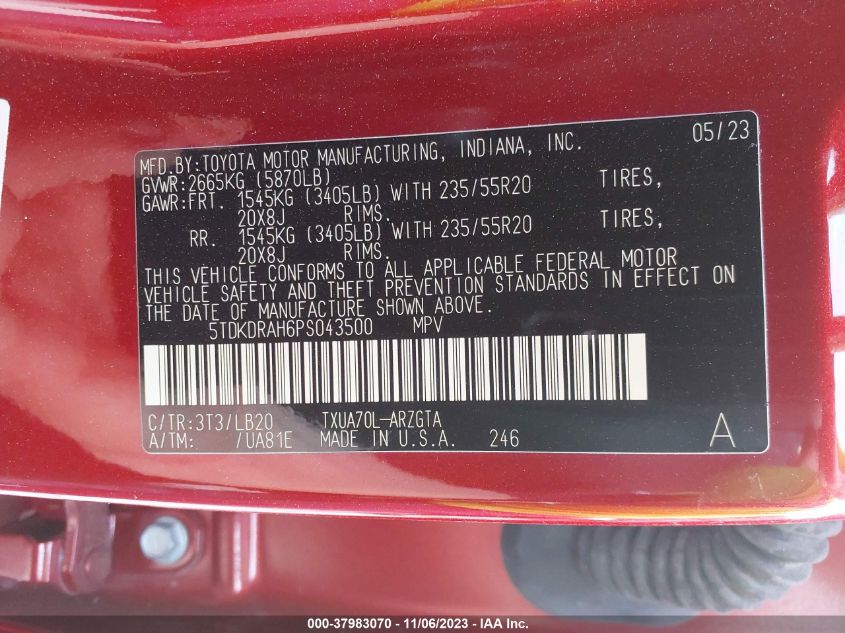 05/23
MFD.BY:TOYOTA MOTOR MANUFACTURING, INDIANA, INC.
GVWR:2665KG (5870LB)
GAWR:FRT. 1545KG (3405LB) WITH 235/55R20 TIRES,
20X8J RIMS.
RR. 1545KG (3405LB) WITH 235/55R20 TIRES,
20X8J RIMS.
THIS VEHICLE CONFORMS TO ALL APPLICABLE FEDERAL MOTOR
VEHICLE SAFETY AND THEFT PREVENTION STANDARDS IN EFFECT ON
THE DATE OF MANUFACTURE SHOWN ABOVE.
5TDKDRAH6PS043500 MPV
C/TR:3T3/LB20 TXUA70L-ARZGTA
A/TM: /UA81E MADE IN U.S.A. 246 A
000-37983070 - 11/06/2023 - IAA Inc.